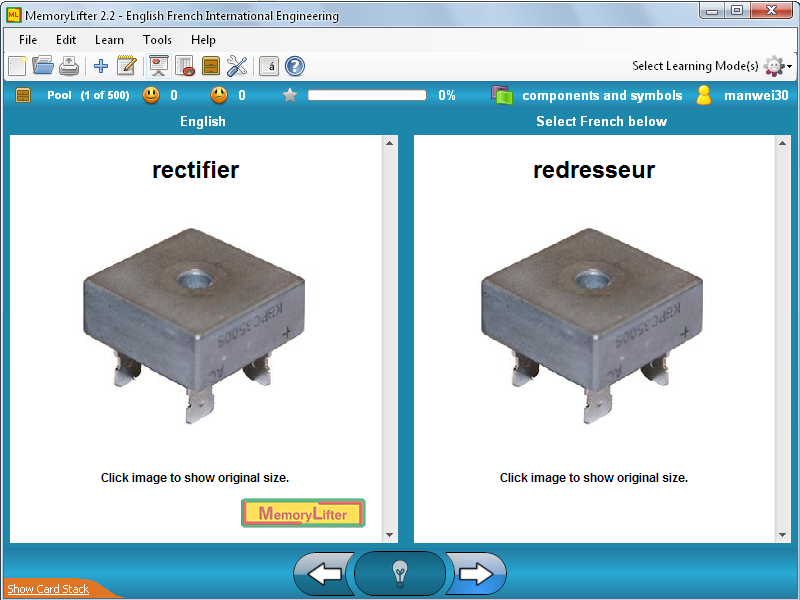 MemoryLifter 2.2 - English French International Engineering
File Edit Learn Tools Help
á ? Select Learning Mode(s)
Pool (1 of 500) 0 0 0% components and symbols manwei30
English Select French below
rectifier redresseur
KBPC3500S + KBPC3500S +
AC AC
Click image to show original size. Click image to show original size.
MemoryLifter
Show Card Stack